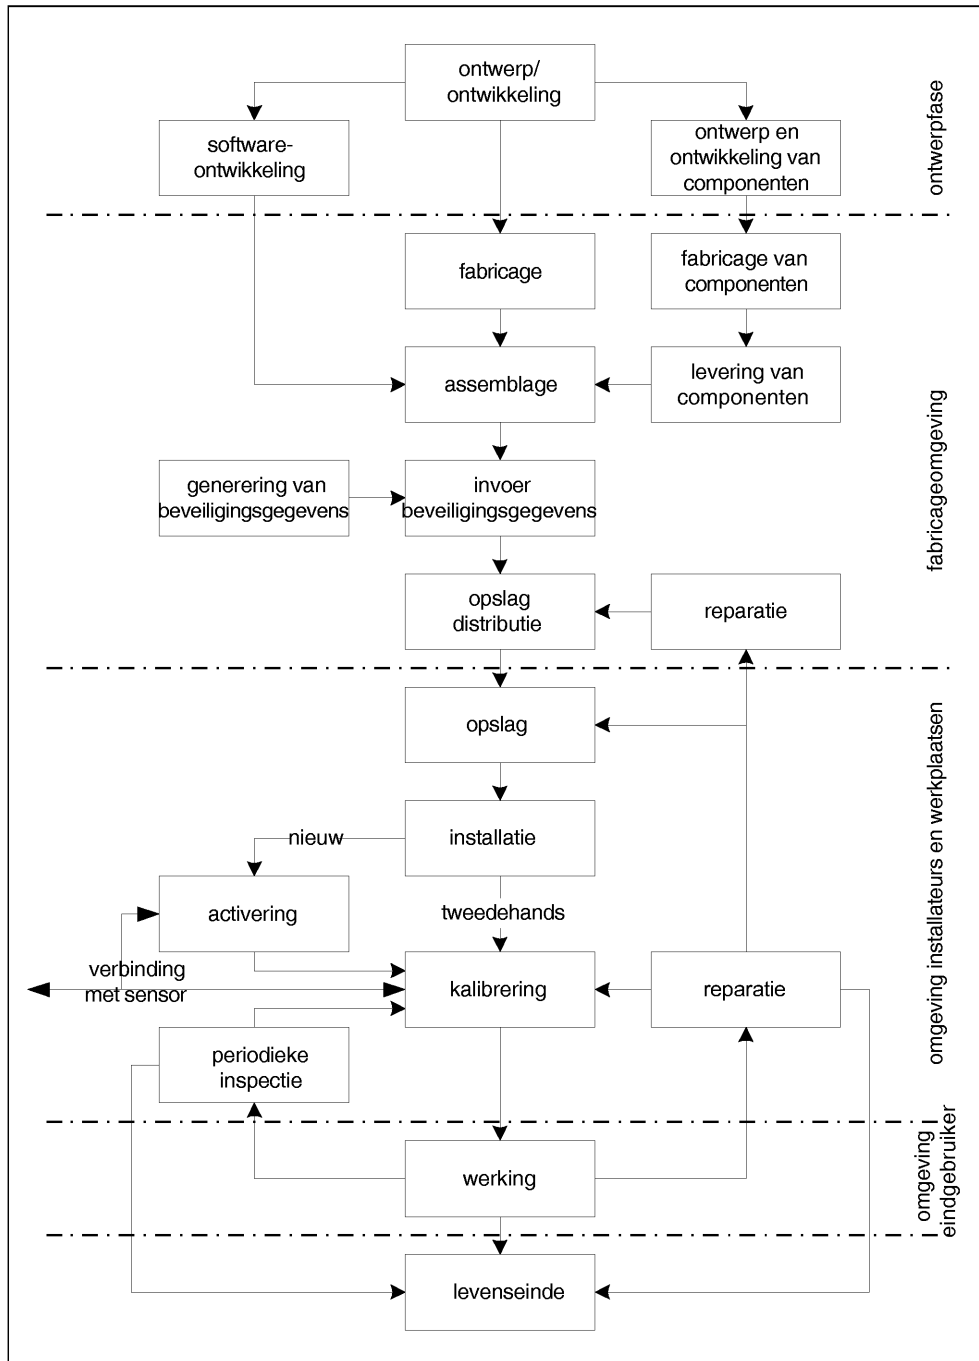 ontwerp/
ontwikkeling
software-
ontwikkeling
ontwerp en
ontwikkeling van
componenten
ontwerpfase
fabricage
fabricage van
componenten
assemblage
levering van
componenten
generering van
beveiligingsgegevens
invoer
beveiligingsgegevens
fabricageomgeving
opslag
distributie
reparatie
opslag
installatie
nieuw
activering
tweedehands
verbinding
met sensor
kalibrering
reparatie
periodieke
inspectie
omgeving installateurs en werkplaatsen
werking
omgeving
eindgebruiker
levenseinde